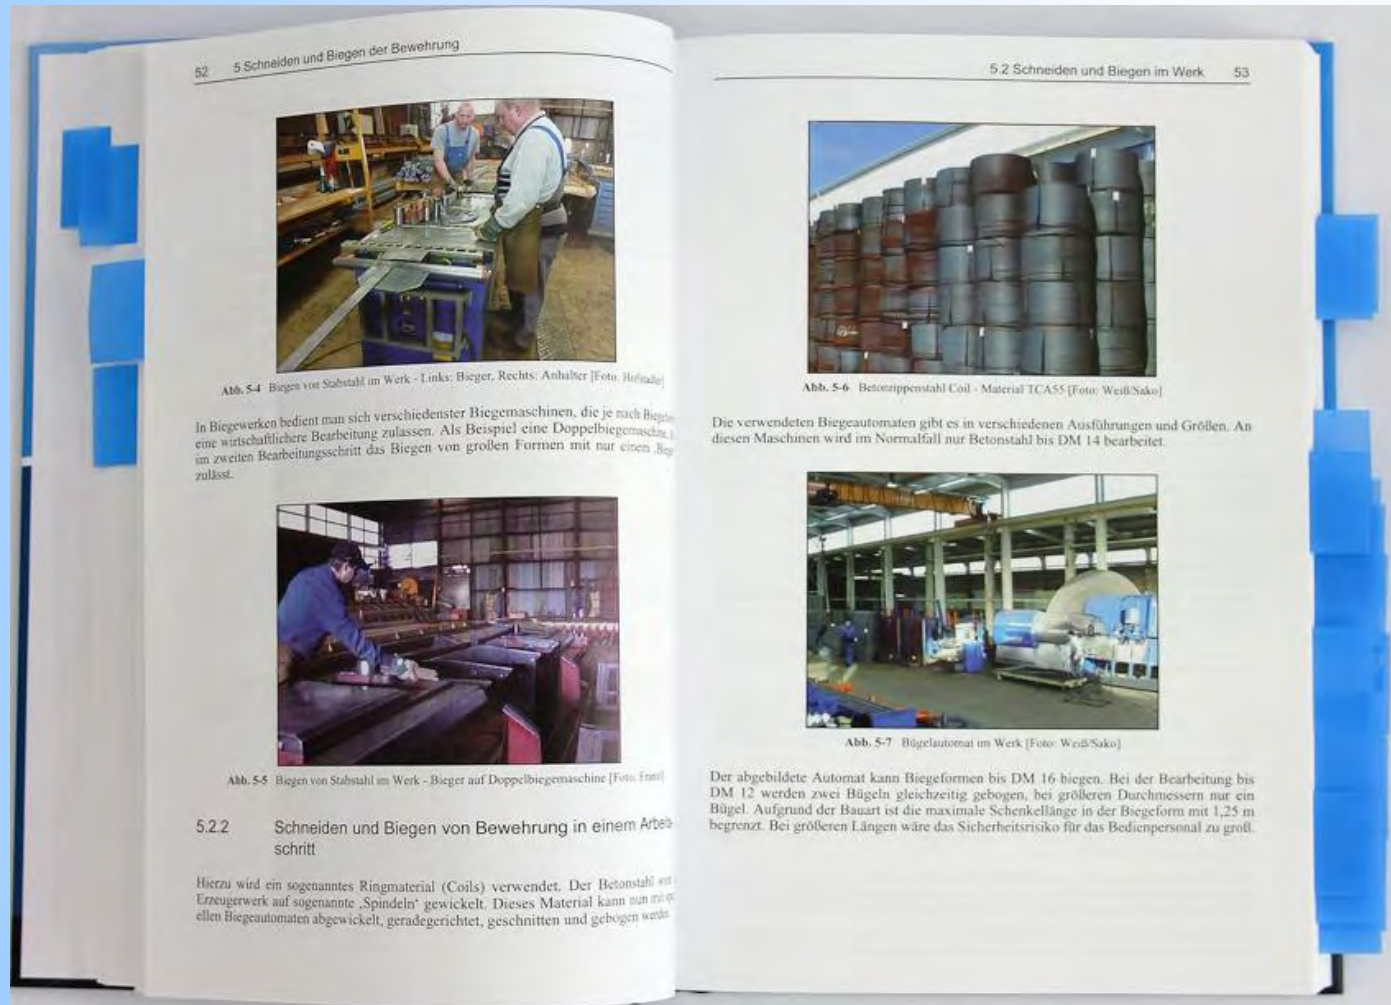 52 5 Schneiden und Biegen der Bewehrung
Abb. 5-4 Biegen von Stabstahl im Werk - Links: Bieger, Rechts: Anhalter [Foto:
In Biegewerken bedient man sich verschiedenster Biegemaschinen, die je nach
eine wirtschaftlichere Bearbeitung zulassen. Als Beispiel eine Doppelbiegemaschine,
im zweiten Bearbeitungsschritt das Biegen von großen Formen mit nur einem
zulässt.
Abb. 5-5 Biegen von Stabstahl im Werk - Bieger auf Doppelbiegemaschine [Foto:
5.2.2 Schneiden und Biegen von Bewehrung in einem Arbeits-
schritt
Hierzu wird ein sogenanntes Ringmaterial (Coils) verwendet. Der Betonstahl
Erzeugerwerk auf sogenannte ‚Spindeln‘ gewickelt. Dieses Material kann nun
ellen Biegeautomaten abgewickelt, geradegerichtet, geschnitten und gebogen werden.
5.2 Schneiden und Biegen im Werk 53
Abb. 5-6 Betonrippenstahl Coil - Material TCA55 [Foto: Weiß/Sako]
Die verwendeten Biegeautomaten gibt es in verschiedenen Ausführungen und Größen. An
diesen Maschinen wird im Normalfall nur Betonstahl bis DM 14 bearbeitet.
Abb. 5-7 Bügelautomat im Werk [Foto: Weiß/Sako]
Der abgebildete Automat kann Biegeformen bis DM 16 biegen. Bei der Bearbeitung bis
DM 12 werden zwei Bügeln gleichzeitig gebogen, bei größeren Durchmessern nur ein
Bügel. Aufgrund der Bauart ist die maximale Schenkellänge in der Biegeform mit 1,25 m
begrenzt. Bei größeren Längen wäre das Sicherheitsrisiko für das Bedienpersonal zu groß.